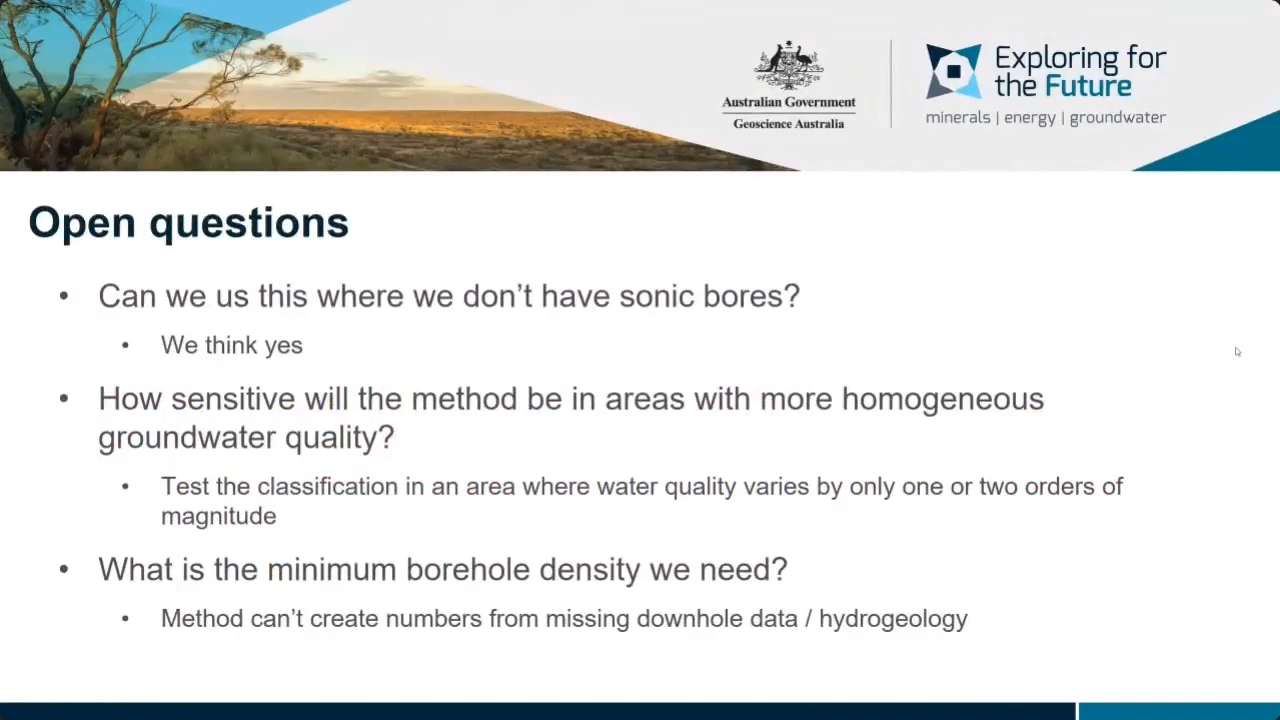 Australian Government
Geoscience Australia
Exploring for
the Future
minerals | energy | groundwater
Open questions
• Can we us this where we don't have sonic bores?
• We think yes
• How sensitive will the method be in areas with more homogeneous
groundwater quality?
• Test the classification in an area where water quality varies by only one or two orders of
magnitude
• What is the minimum borehole density we need?
• Method can't create numbers from missing downhole data / hydrogeology